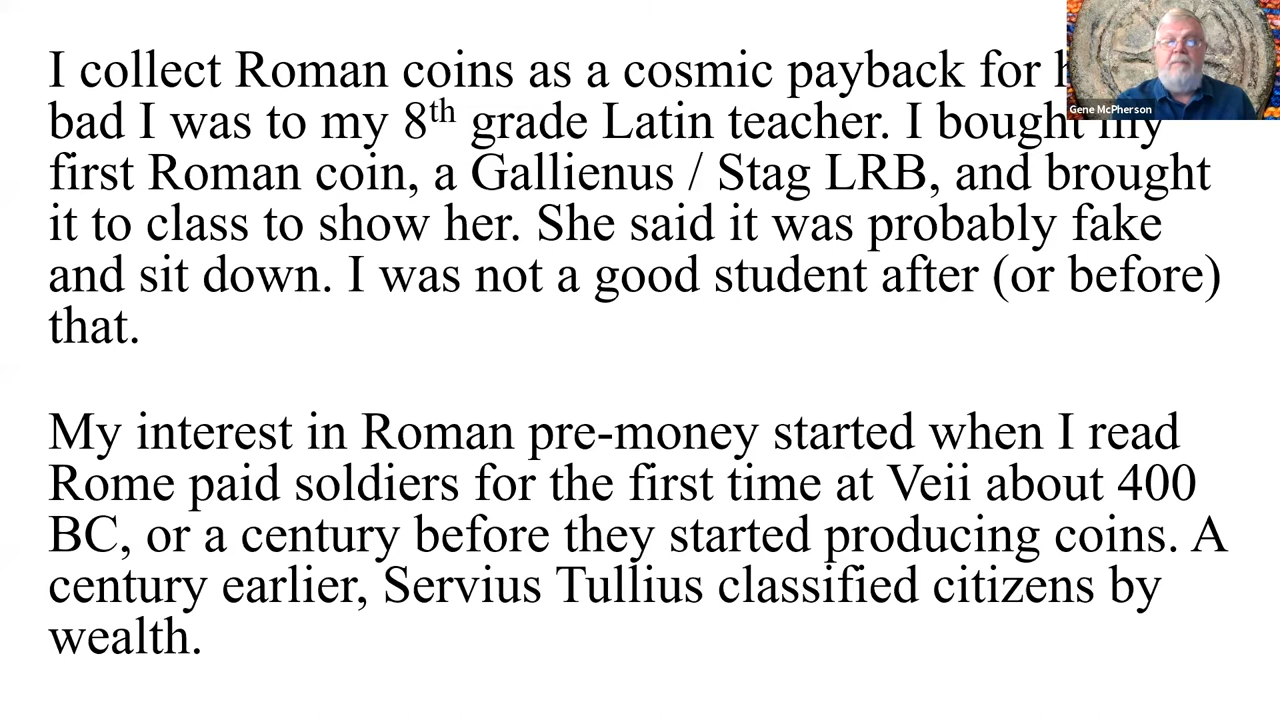 I collect Roman coins as a cosmic payback for
bad I was to my 8th grade Latin teacher. I bought my
first Roman coin, a Gallienus / Stag LRB, and brought
it to class to show her. She said it was probably fake
and sit down. I was not a good student after (or before)
that.
My interest in Roman pre-money started when I read
Rome paid soldiers for the first time at Veii about 400
BC, or a century before they started producing coins. A
century earlier, Servius Tullius classified citizens by
wealth.
Gene McPherson